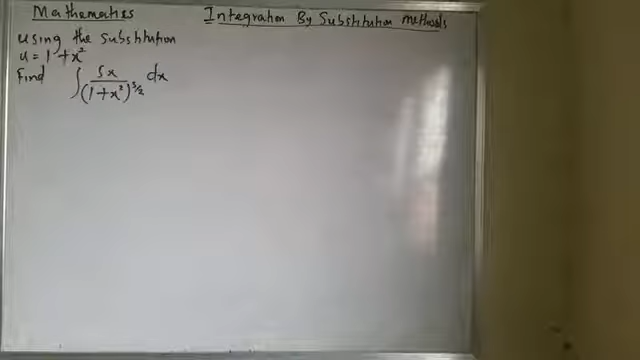 Mathematics
Integration By Substitution methods
using the substitution
u = 1 + x²
Find ∫ 5x / (1 + x²)^3/2 dx